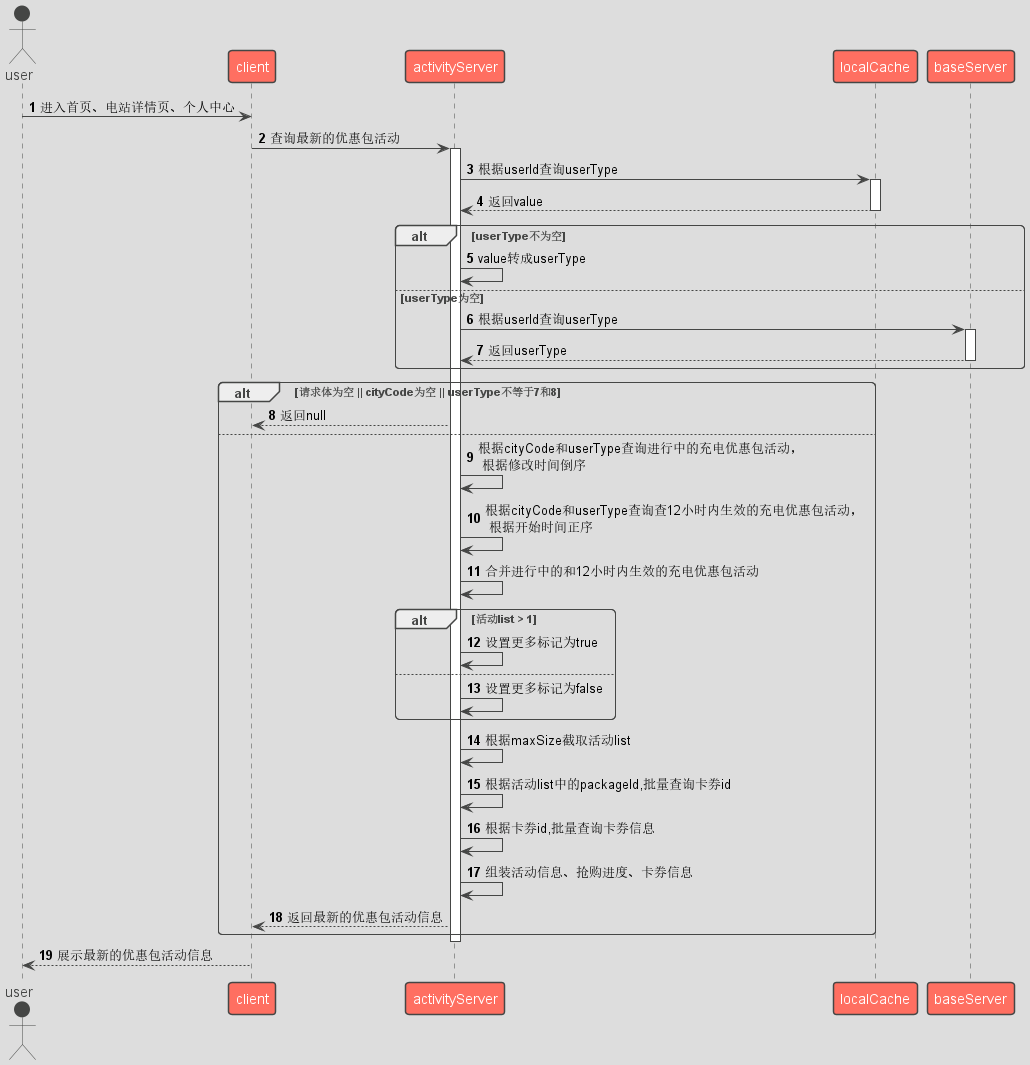 user
client
activityServer
localCache
baseServer
1 进入首页、电站详情页、个人中心
2 查询最新的优惠包活动
3 根据userId查询userType
4 返回value
alt [userType不为空]
5 value转成userType
[userType为空]
6 根据userId查询userType
7 返回userType
alt [请求体为空 || cityCode为空 || userType不等于7和8]
8 返回null
9 根据cityCode和userType查询进行中的充电优惠包活动，
根据修改时间倒序
10 根据cityCode和userType查询查12小时内生效的充电优惠包活动，
根据开始时间正序
11 合并进行中的和12小时内生效的充电优惠包活动
alt [活动list > 1]
12 设置更多标记为true
13 设置更多标记为false
14 根据maxSize截取活动list
15 根据活动list中的packageId,批量查询卡券id
16 根据卡券id,批量查询卡券信息
17 组装活动信息、抢购进度、卡券信息
18 返回最新的优惠包活动信息
19 展示最新的优惠包活动信息
user
client
activityServer
localCache
baseServer